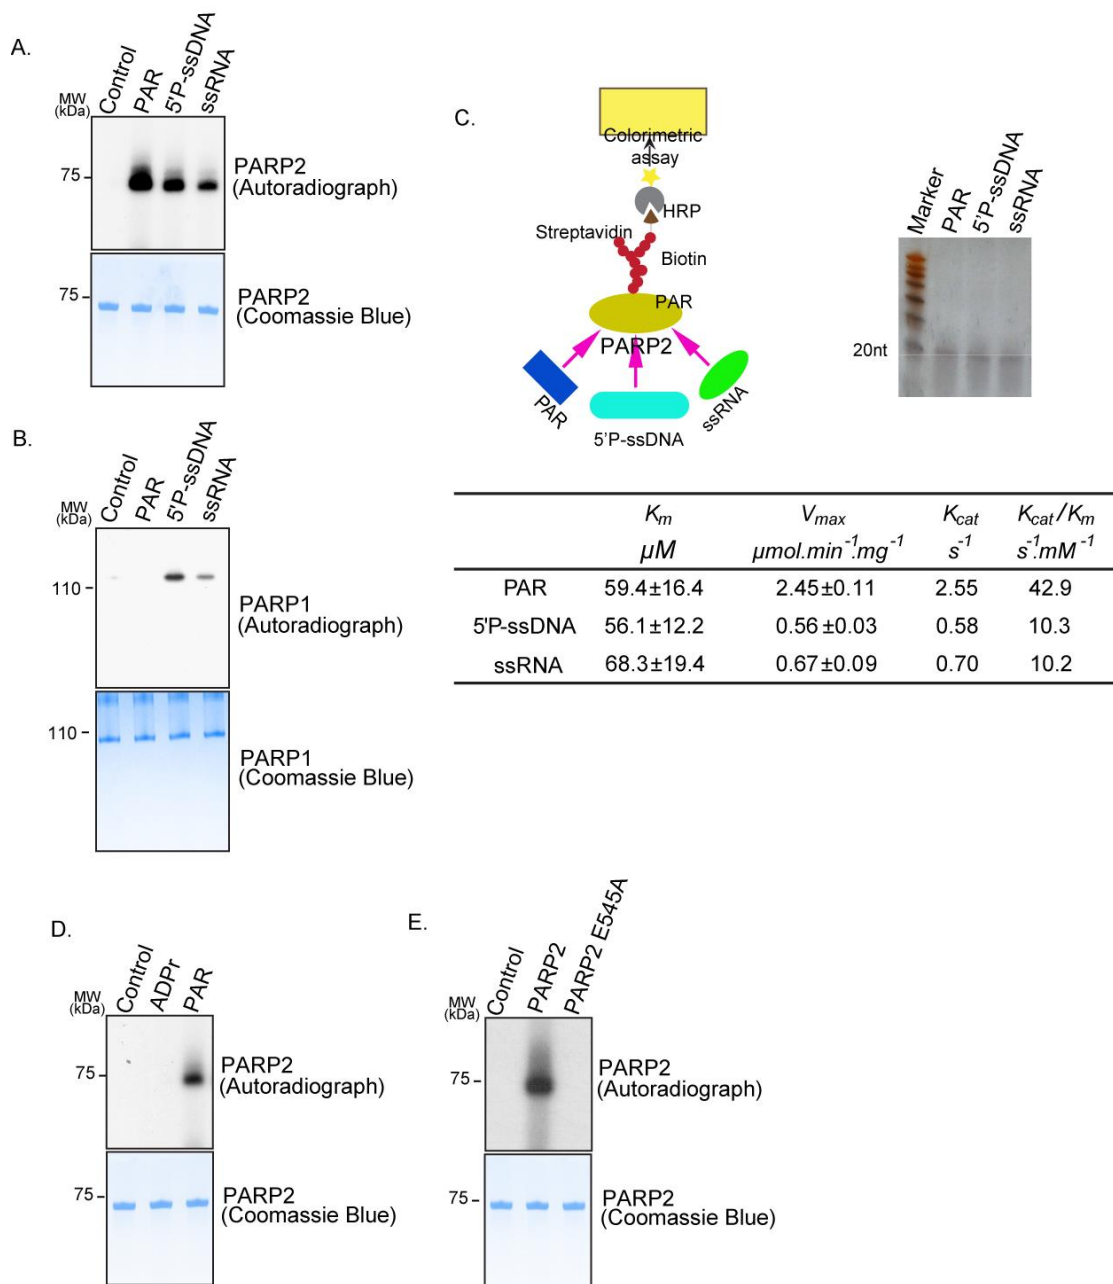 A.
Control PAR 5'P-ssDNA ssRNA
MW
(kDa)
75
PARP2
(Autoradiograph)
75
PARP2
(Coomassie Blue)
B.
Control PAR 5'P-ssDNA ssRNA
MW
(kDa)
110
PARP1
(Autoradiograph)
110
PARP1
(Coomassie Blue)
C.
Colorimetric
assay
HRP
Streptavidin
Biotin
PAR
PARP2
PAR
5'P-ssDNA
ssRNA
Marker PAR 5'P-ssDNA ssRNA
20nt
Km Vmax Kcat Kcat/Km
µM µmol.min-1.mg-1 s-1 s-1.mM-1
PAR 59.4±16.4 2.45±0.11 2.55 42.9
5'P-ssDNA 56.1±12.2 0.56±0.03 0.58 10.3
ssRNA 68.3±19.4 0.67±0.09 0.70 10.2
D.
Control ADPr PAR
MW
(kDa)
75
PARP2
(Autoradiograph)
75
PARP2
(Coomassie Blue)
E.
Control PARP2 PARP2 E545A
MW
(kDa)
75
PARP2
(Autoradiograph)
75
PARP2
(Coomassie Blue)